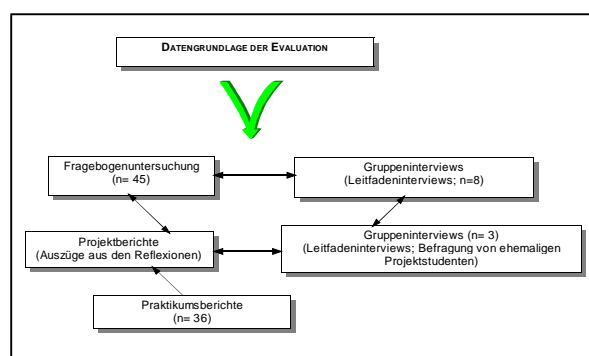 DATENGRUNDLAGE DER EVALUATION
Fragebogenuntersuchung
(n= 45)
Gruppeninterviews
(Leitfadeninterviews; n=8)
Projektberichte
(Auszüge aus den Reflexionen)
Gruppeninterviews (n= 3)
(Leitfadeninterviews; Befragung von ehemaligen
Projektstudenten)
Praktikumsberichte
(n= 36)